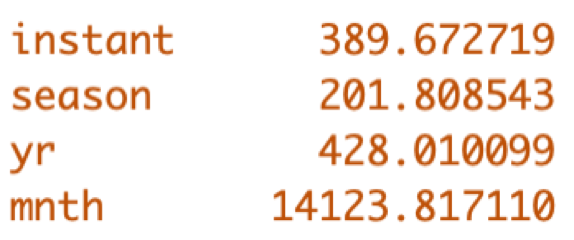 instant 389.672719
season 201.808543
yr 428.010099
mnth 14123.817110